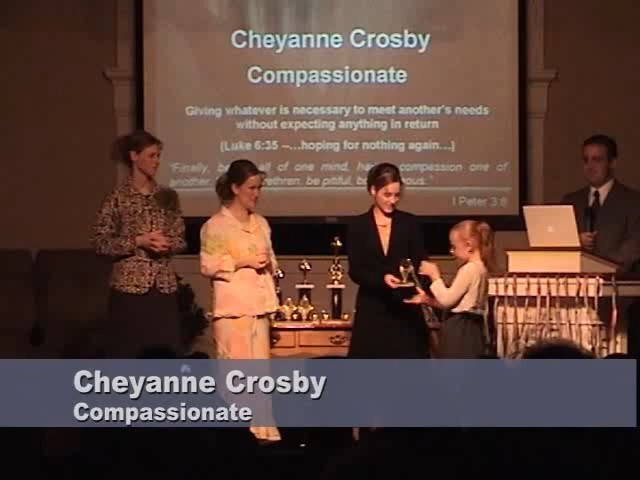 Cheyanne Crosby
Compassionate
Giving whatever is necessary to meet another's needs
without expecting anything in return
(Luke 6:35 –…hoping for nothing again…)
"Finally, be all of one mind, compassion one of
another, brethren, be pitiful, be
I Peter 3:8
Cheyanne Crosby
Compassionate